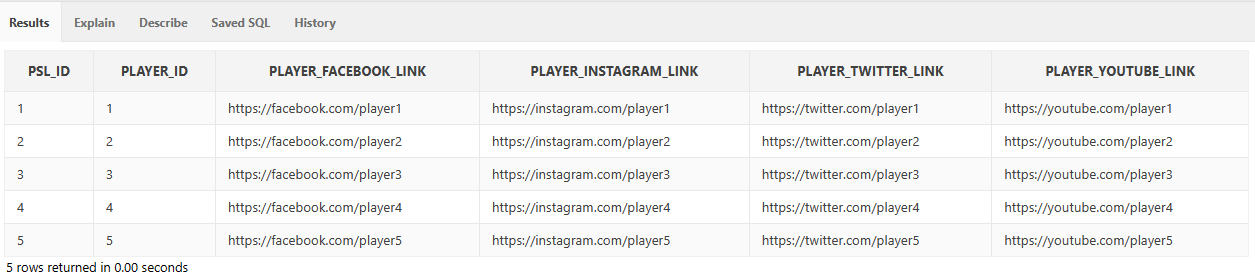 Results Explain Describe Saved SQL History
PSL_ID PLAYER_ID PLAYER_FACEBOOK_LINK PLAYER_INSTAGRAM_LINK PLAYER_TWITTER_LINK PLAYER_YOUTUBE_LINK
1 1 https://facebook.com/player1 https://instagram.com/player1 https://twitter.com/player1 https://youtube.com/player1
2 2 https://facebook.com/player2 https://instagram.com/player2 https://twitter.com/player2 https://youtube.com/player2
3 3 https://facebook.com/player3 https://instagram.com/player3 https://twitter.com/player3 https://youtube.com/player3
4 4 https://facebook.com/player4 https://instagram.com/player4 https://twitter.com/player4 https://youtube.com/player4
5 5 https://facebook.com/player5 https://instagram.com/player5 https://twitter.com/player5 https://youtube.com/player5
5 rows returned in 0.00 seconds